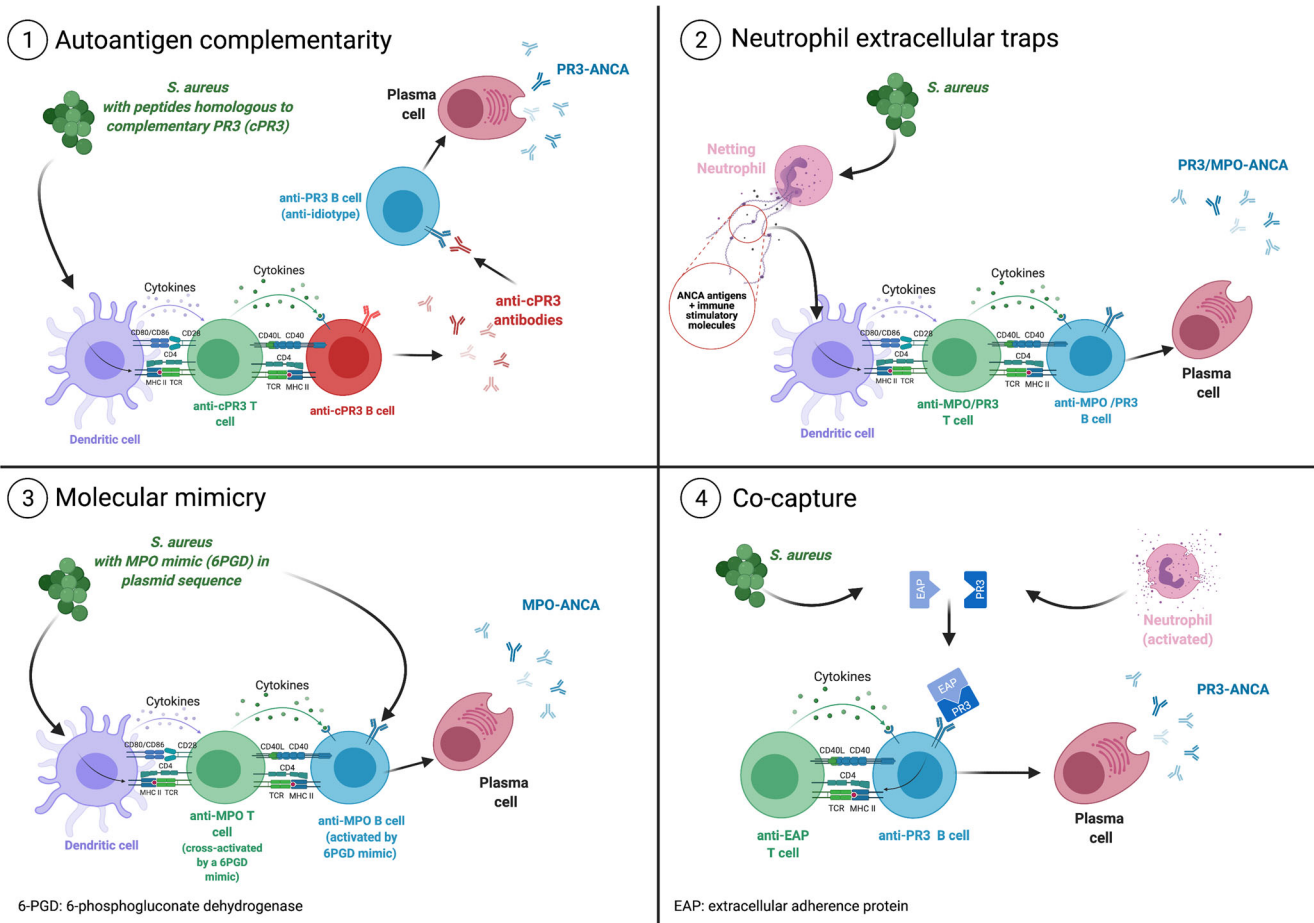 1 Autoantigen complementarity
S. aureus
with peptides homologous to
complementary PR3 (cPR3)
Plasma
cell
PR3-ANCA
anti-PR3 B cell
(anti-idiotype)
Cytokines
Cytokines
anti-cPR3
antibodies
CD80/CD86 CD28
CD40L CD40
CD4
CD4
MHC II TCR
TCR MHC II
anti-cPR3 T
cell
anti-cPR3 B cell
Dendritic cell
2 Neutrophil extracellular traps
S. aureus
Netting
Neutrophil
PR3/MPO-ANCA
ANCA antigens
+ immune
stimulatory
molecules
Cytokines
Cytokines
CD80/CD86 CD28
CD40L CD40
CD4
CD4
MHC II TCR
TCR MHC II
Plasma
cell
anti-MPO/PR3
T cell
anti-MPO /PR3
B cell
Dendritic cell
3 Molecular mimicry
S. aureus
with MPO mimic (6PGD) in
plasmid sequence
MPO-ANCA
Cytokines
Cytokines
CD80/CD86 CD28
CD40L CD40
CD4
CD4
MHC II TCR
TCR MHC II
Plasma
cell
anti-MPO T
cell
(cross-activated
by a 6PGD
mimic)
anti-MPO B cell
(activated by
6PGD mimic)
Dendritic cell
6-PGD: 6-phosphogluconate dehydrogenase
4 Co-capture
S. aureus
EAP
PR3
Neutrophil
(activated)
Cytokines
EAP
PR3
PR3-ANCA
CD40L CD40
CD4
TCR MHC II
anti-EAP
T cell
anti-PR3 B cell
Plasma
cell
EAP: extracellular adherence protein